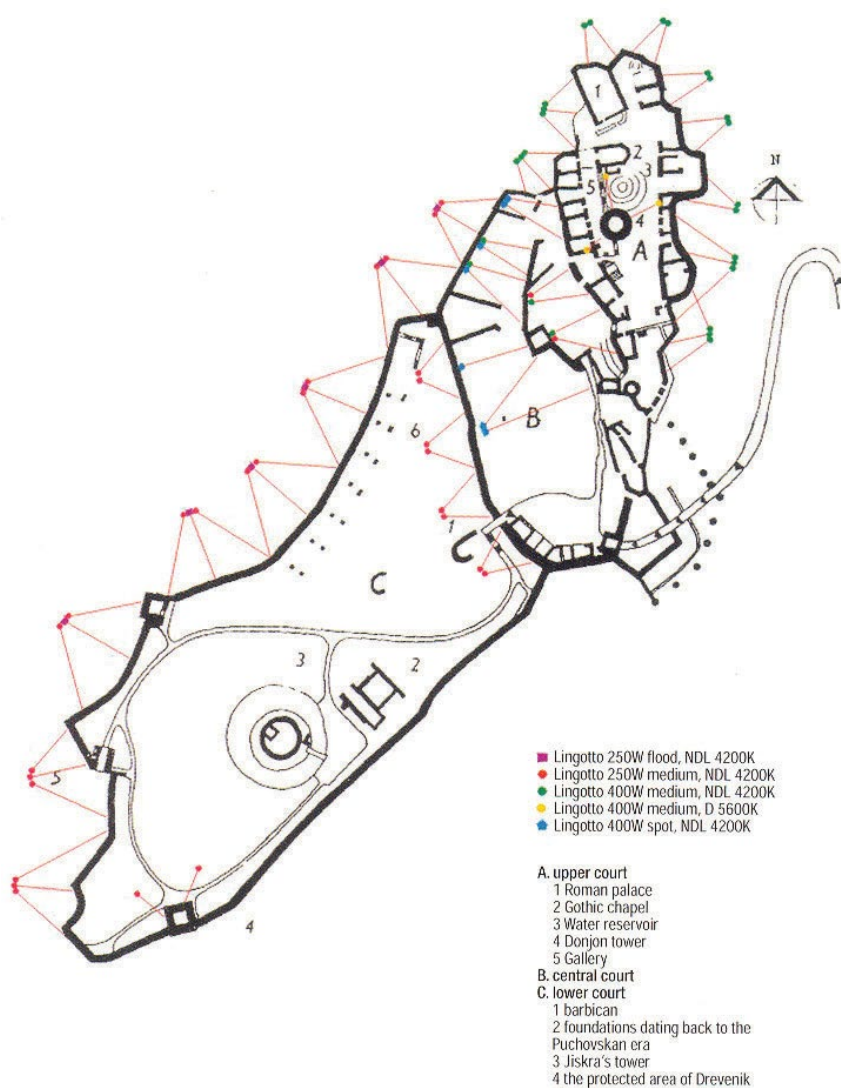 1
2
3
N
5
4
A
6
B
1
C
3
2
5
4
Lingotto 250W flood, NDL 4200K
Lingotto 250W medium, NDL 4200K
Lingotto 400W medium, NDL 4200K
Lingotto 400W medium, D 5600K
Lingotto 400W spot, NDL 4200K
A. upper court
1 Roman palace
2 Gothic chapel
3 Water reservoir
4 Donjon tower
5 Gallery
B. central court
C. lower court
1 barbican
2 foundations dating back to the
Puchovskan era
3 Jiskra's tower
4 the protected area of Drevenik